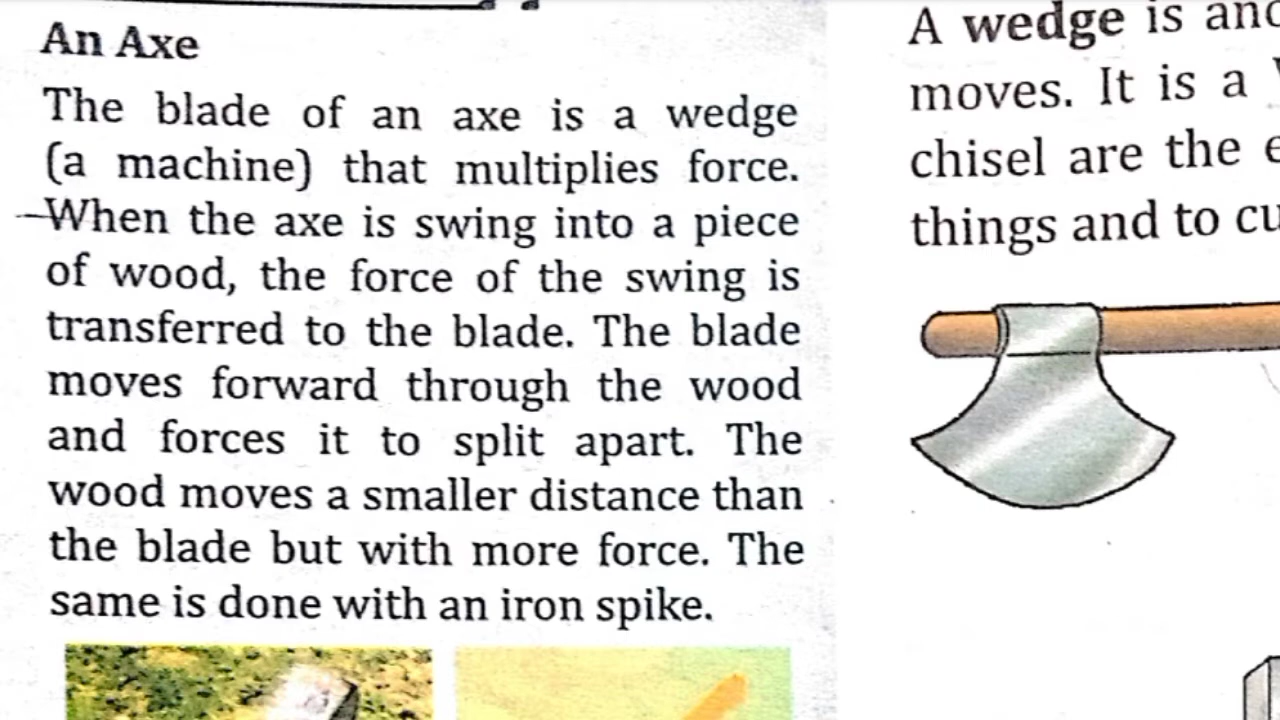 An Axe
The blade of an axe is a wedge
(a machine) that multiplies force.
When the axe is swing into a piece
of wood, the force of the swing is
transferred to the blade. The blade
moves forward through the wood
and forces it to split apart. The
wood moves a smaller distance than
the blade but with more force. The
same is done with an iron spike.
A wedge is
moves. It is a
chisel are the
things and to